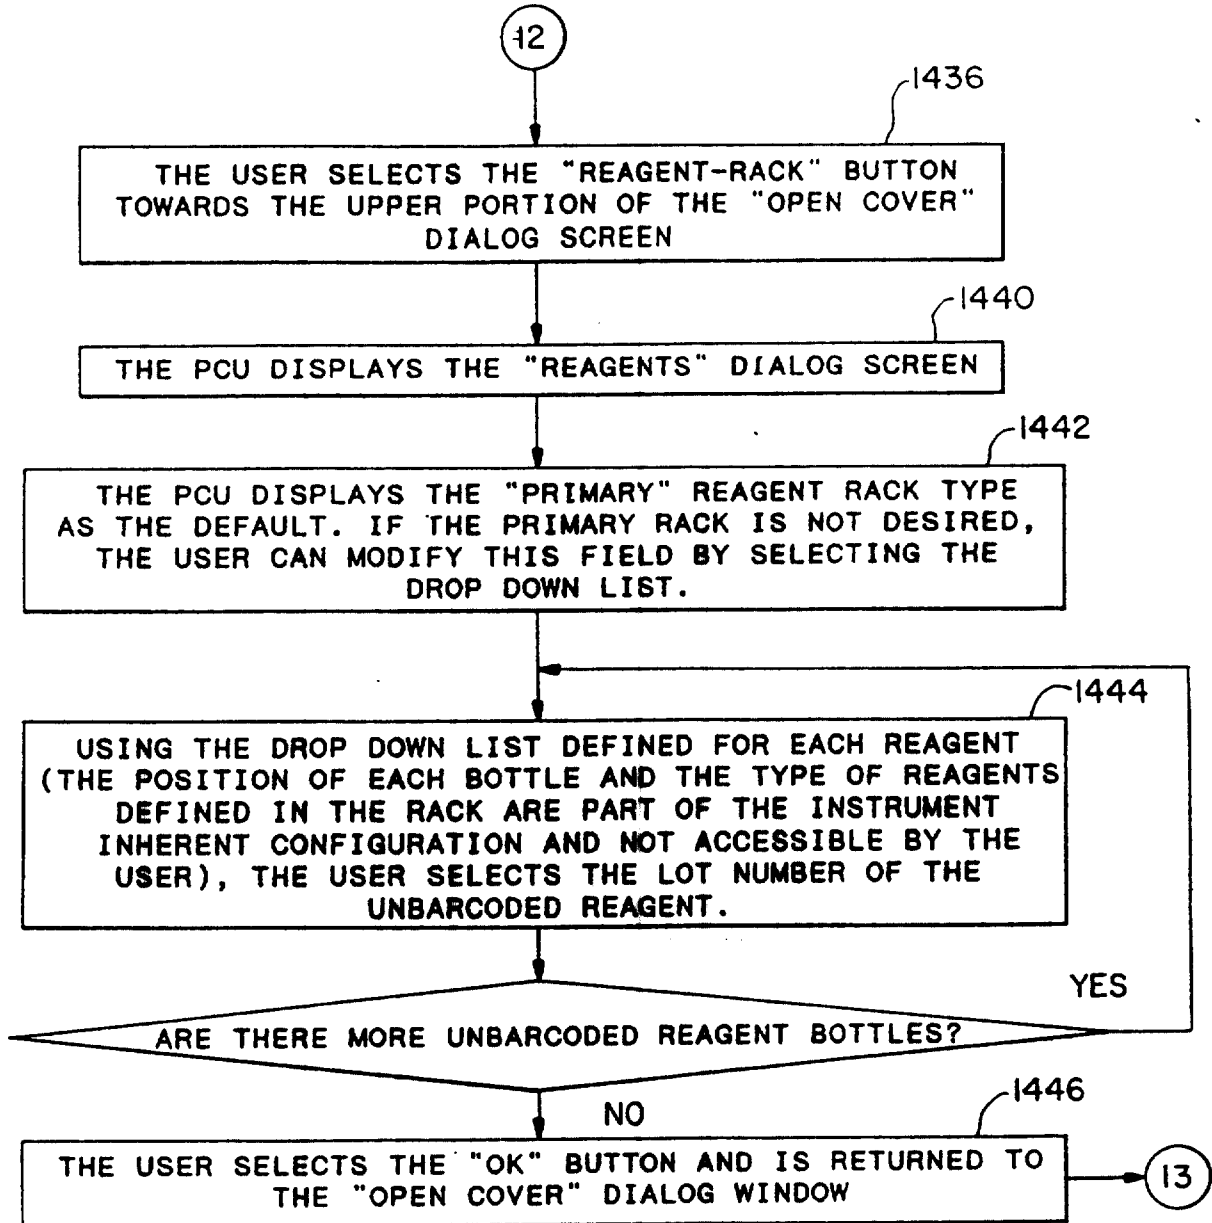 12
1436
THE USER SELECTS THE "REAGENT-RACK" BUTTON
TOWARDS THE UPPER PORTION OF THE "OPEN COVER"
DIALOG SCREEN
1440
THE PCU DISPLAYS THE "REAGENTS" DIALOG SCREEN
1442
THE PCU DISPLAYS THE "PRIMARY" REAGENT RACK TYPE
AS THE DEFAULT. IF THE PRIMARY RACK IS NOT DESIRED,
THE USER CAN MODIFY THIS FIELD BY SELECTING THE
DROP DOWN LIST.
1444
USING THE DROP DOWN LIST DEFINED FOR EACH REAGENT
(THE POSITION OF EACH BOTTLE AND THE TYPE OF REAGENTS
DEFINED IN THE RACK ARE PART OF THE INSTRUMENT
INHERENT CONFIGURATION AND NOT ACCESSIBLE BY THE
USER), THE USER SELECTS THE LOT NUMBER OF THE
UNBARCODED REAGENT.
YES
ARE THERE MORE UNBARCODED REAGENT BOTTLES?
NO
1446
THE USER SELECTS THE "OK" BUTTON AND IS RETURNED TO
THE "OPEN COVER" DIALOG WINDOW
13